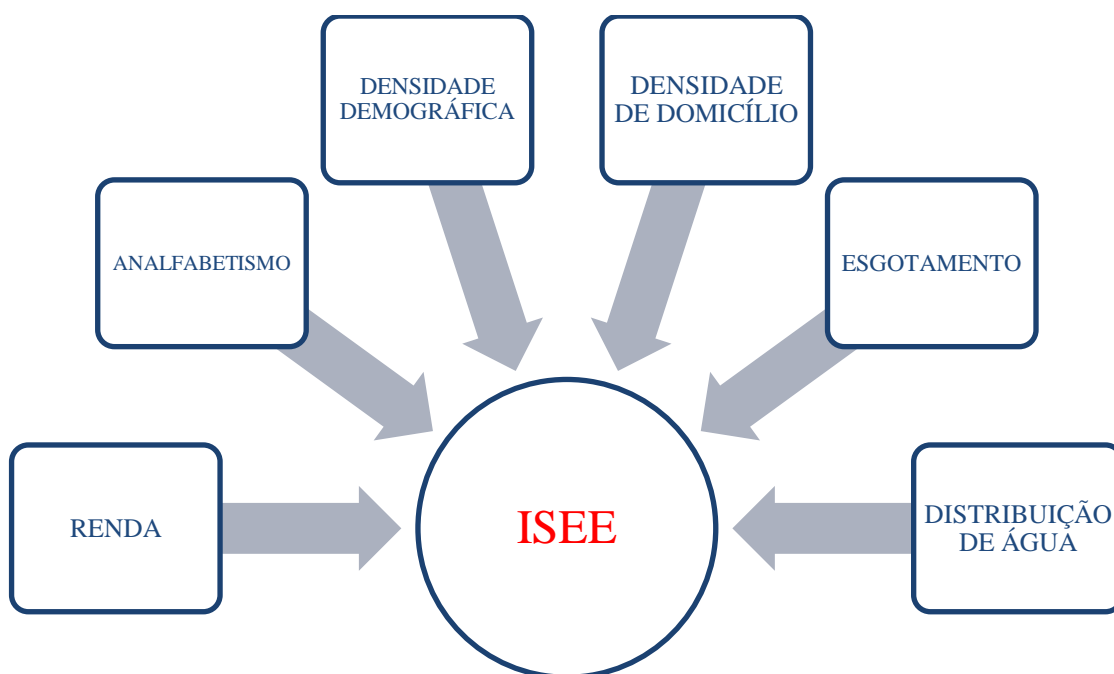 DENSIDADE
DEMOGRÁFICA
DENSIDADE
DE DOMICÍLIO
ANALFABETISMO
ESGOTAMENTO
RENDA
ISEE
DISTRIBUIÇÃO
DE ÁGUA